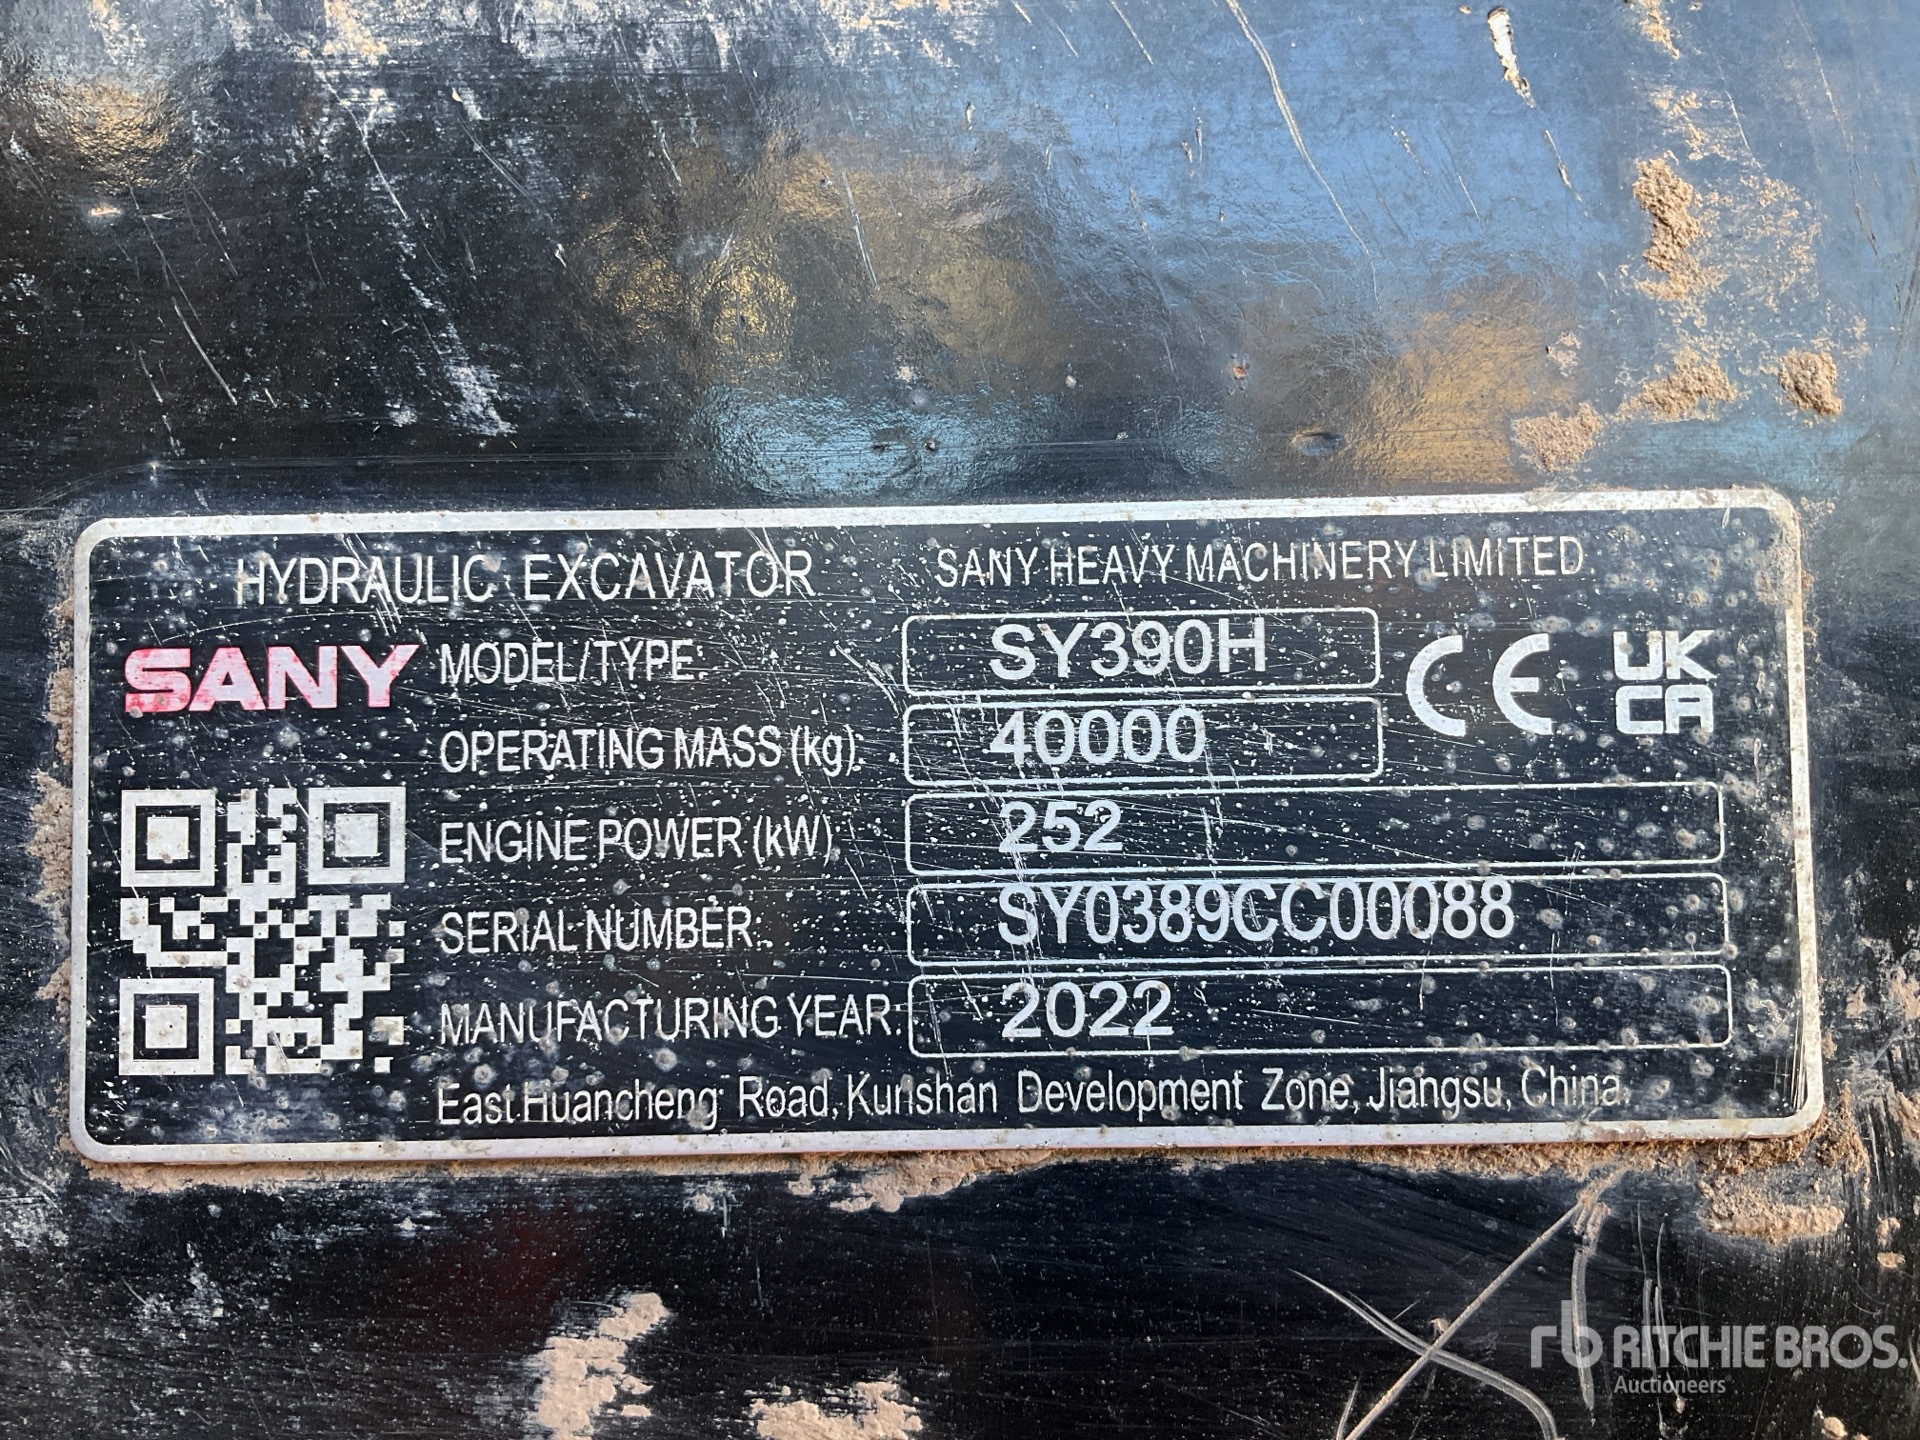 HYDRAULIC EXCAVATOR SANY HEAVY MACHINERY LIMITED
SANY MODEL/TYPE: SY390H CE UK CA
OPERATING MASS (kg): 40000
ENGINE POWER (kW): 252
SERIAL NUMBER: SY0389CC00088
MANUFACTURING YEAR: 2022
East Huancheng Road, Kunshan Development Zone, Jiangsu, China.
rb RITCHIE BROS.
Auctioneers